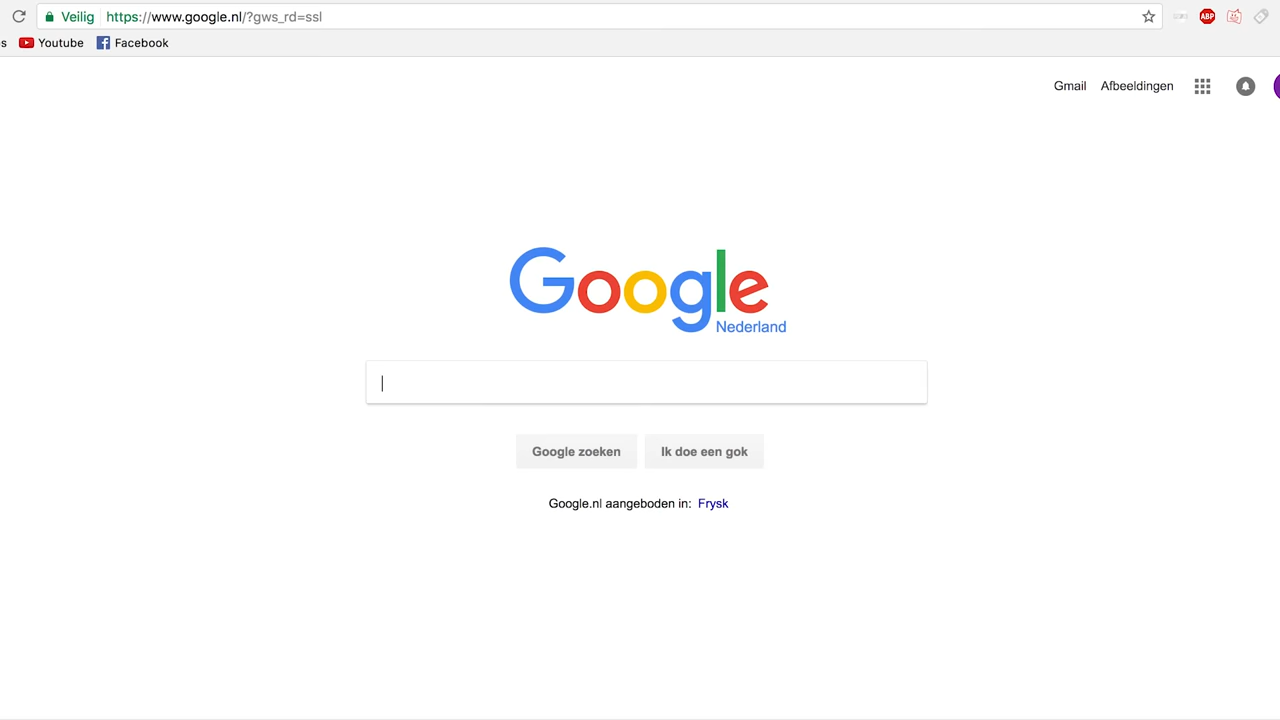 Veilig https://www.google.nl/?gws_rd=ssl
ABP
s Youtube Facebook
Gmail Afbeeldingen
Google
Nederland
Google zoeken Ik doe een gok
Google.nl aangeboden in: Frysk